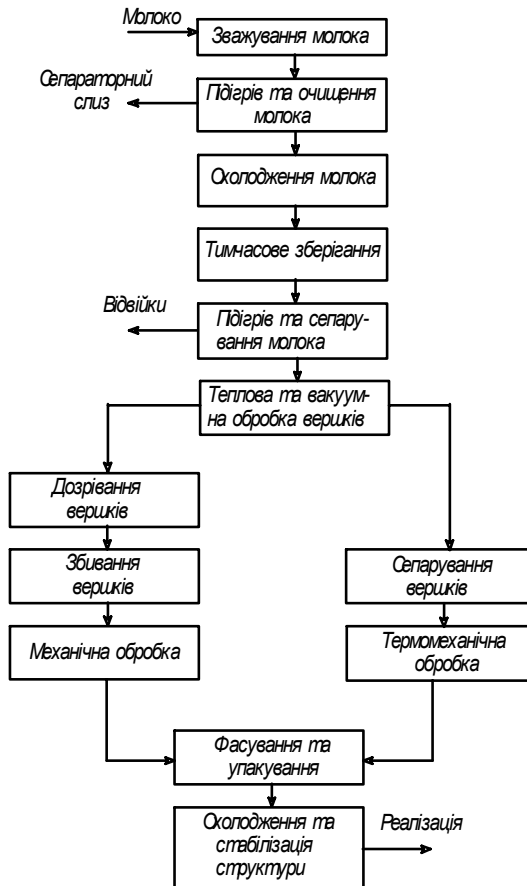 Молоко
Зважування молока
Сепараторний
слиз
Підігрів та очищення
молока
Охолодження молока
Тимчасове зберігання
Відвійки
Підігрів та сепару-
вання молока
Теплова та вакуум-
на обробка вершків
Дозрівання
вершків
Збивання
вершків
Сепарування
вершків
Механічна обробка
Термомеханічна
обробка
Фасування та
упакування
Охолодження та
стабілізація
структури
Реалізація